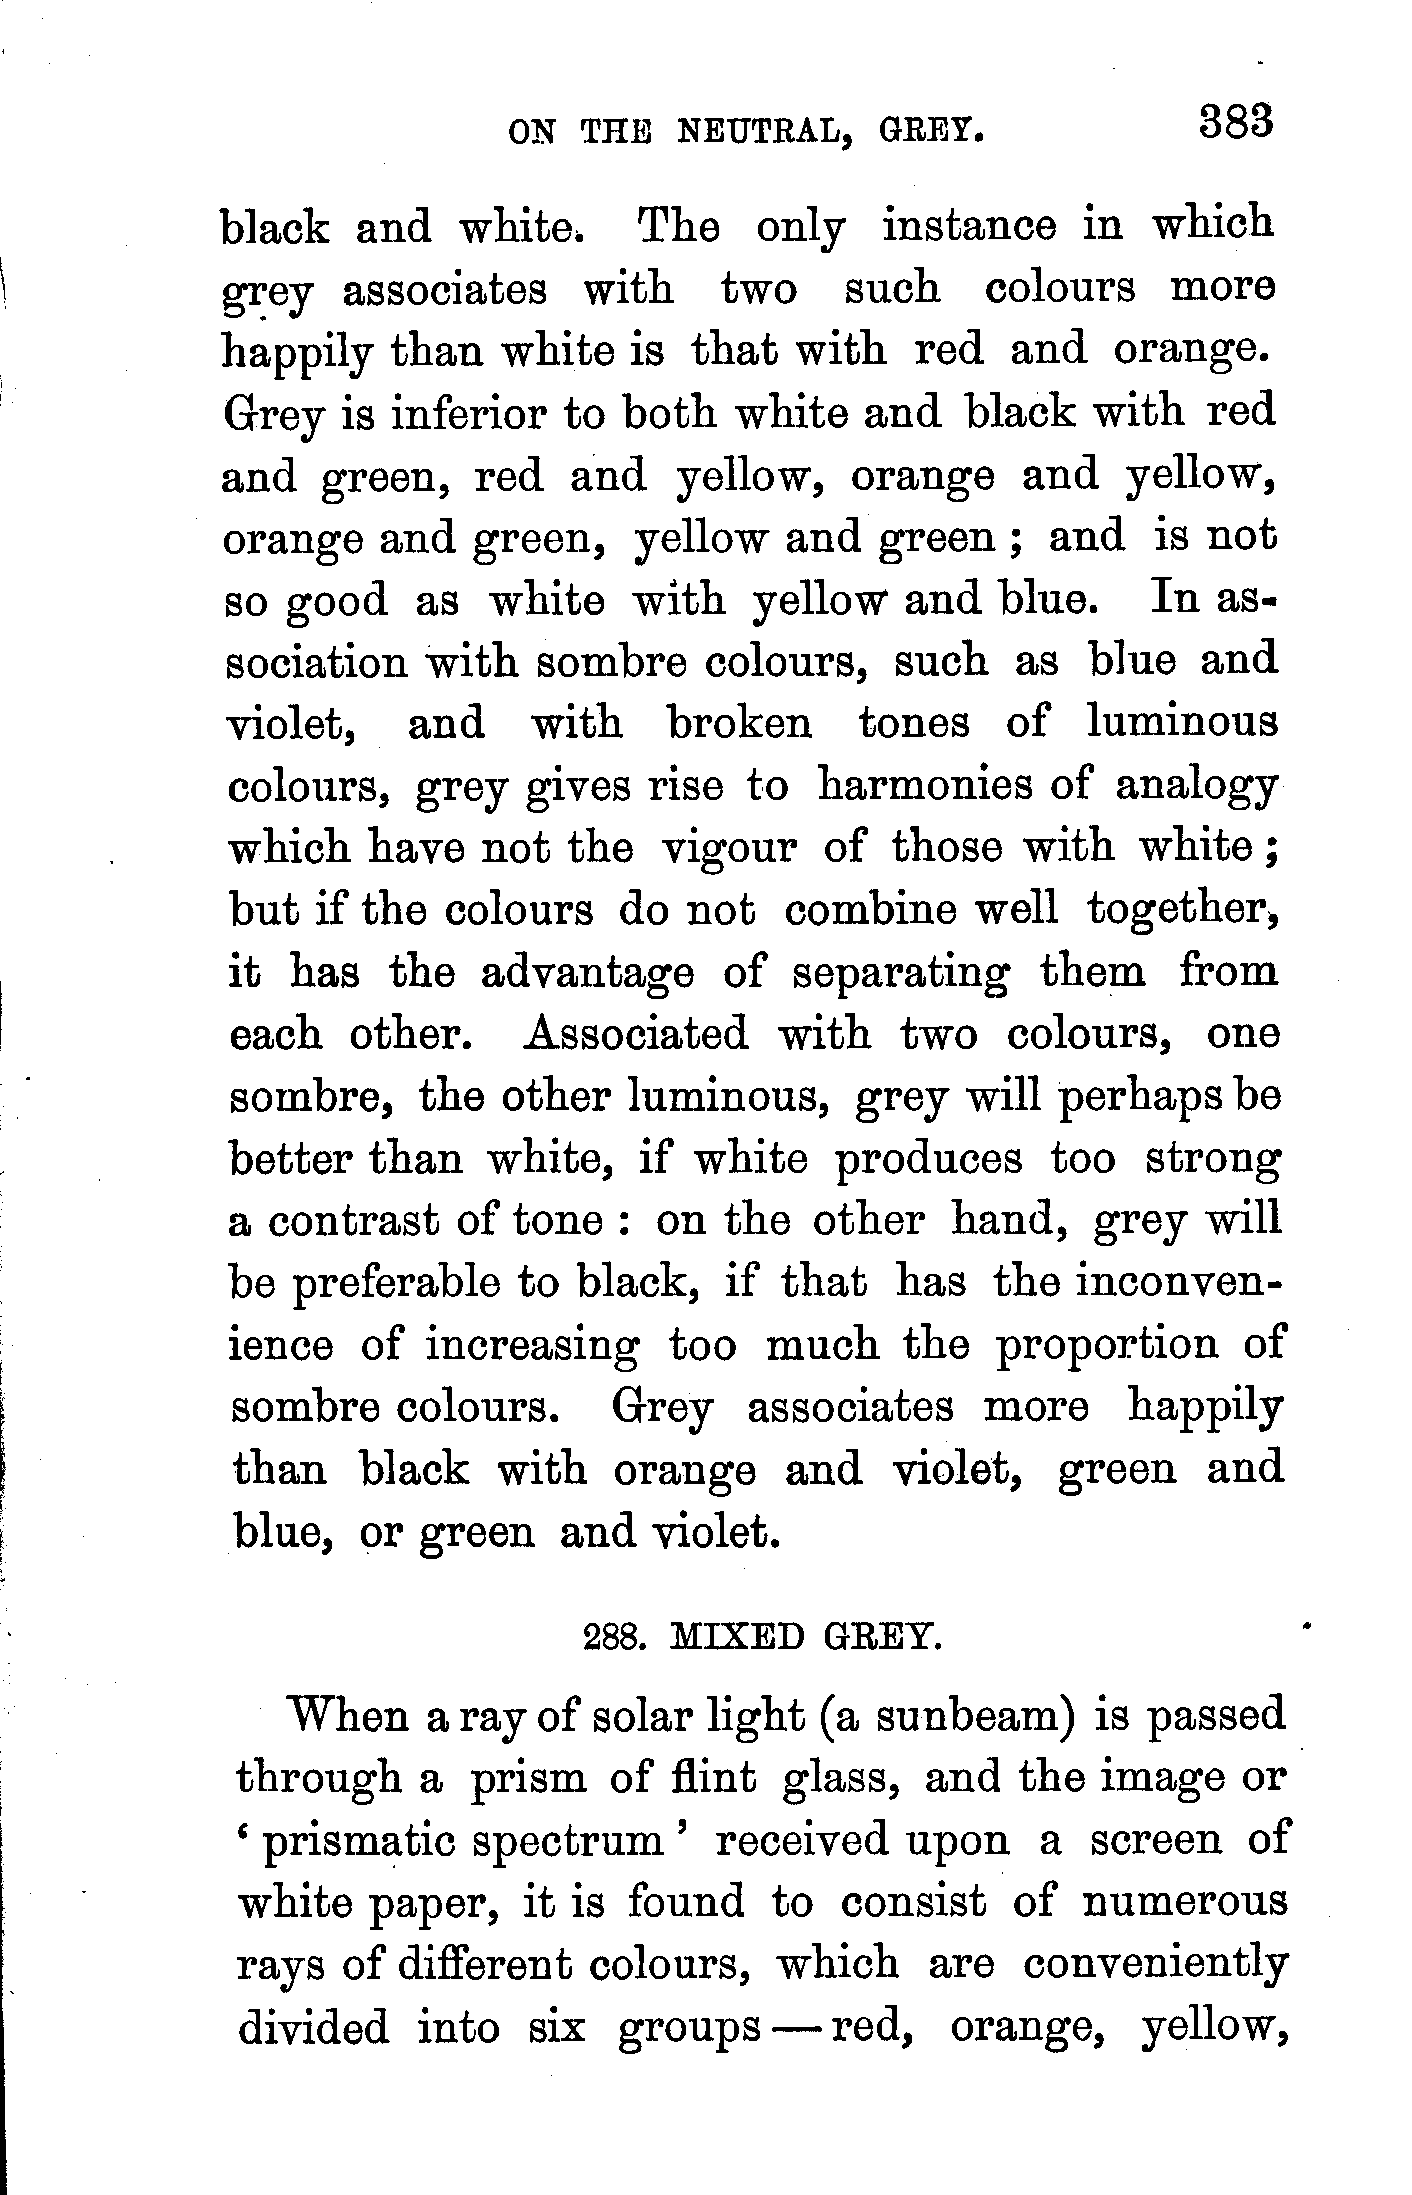 ON THE NEUTRAL, GREY. 383
black and white. The only instance in which
grey associates with two such colours more
happily than white is that with red and orange.
Grey is inferior to both white and black with red
and green, red and yellow, orange and yellow,
orange and green, yellow and green ; and is not
so good as white with yellow and blue. In as-
sociation with sombre colours, such as blue and
violet, and with broken tones of luminous
colours, grey gives rise to harmonies of analogy
which have not the vigour of those with white ;
but if the colours do not combine well together,
it has the advantage of separating them from
each other. Associated with two colours, one
sombre, the other luminous, grey will perhaps be
better than white, if white produces too strong
a contrast of tone : on the other hand, grey will
be preferable to black, if that has the inconven-
ience of increasing too much the proportion of
sombre colours. Grey associates more happily
than black with orange and violet, green and
blue, or green and violet.
288. MIXED GREY.
When a ray of solar light (a sunbeam) is passed
through a prism of flint glass, and the image or
‘ prismatic spectrum ’ received upon a screen of
white paper, it is found to consist of numerous
rays of different colours, which are conveniently
divided into six groups — red, orange, yellow,